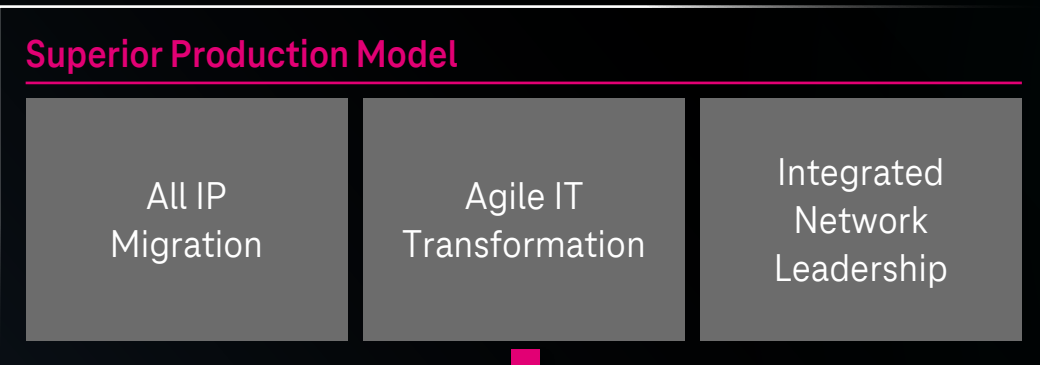 Superior Production Model
All IP
Migration
Agile IT
Transformation
Integrated
Network
Leadership